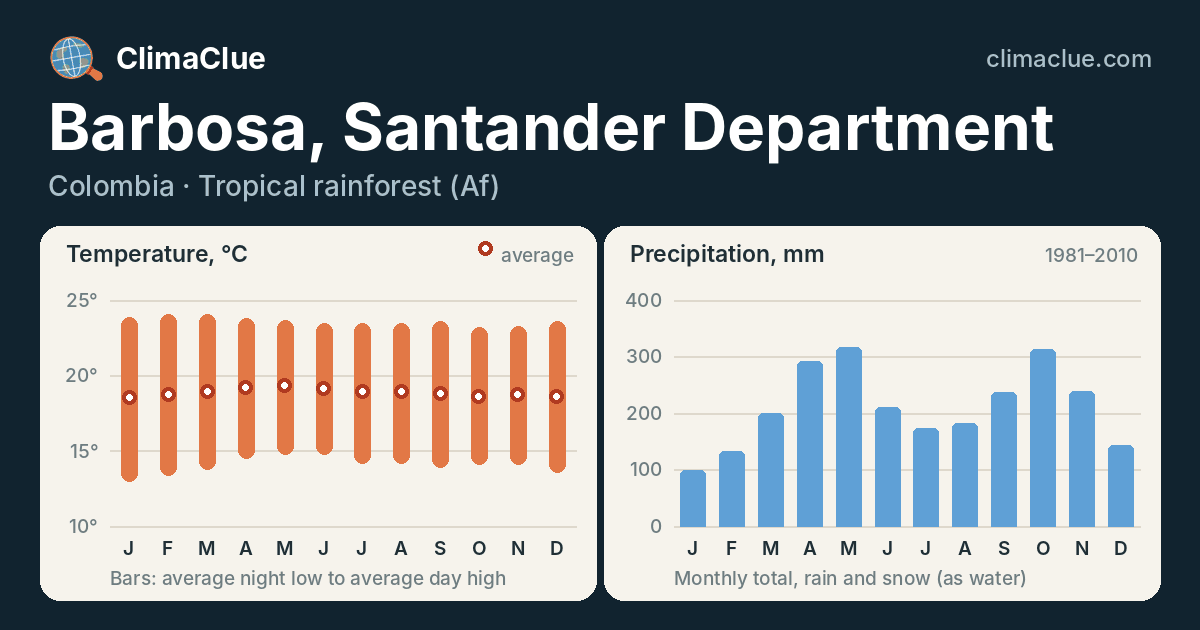 ClimaClue
climaclue.com
Barbosa, Santander Department
Colombia · Tropical rainforest (Af)
Temperature, °C
average
25°
20°
15°
10°
J F M A M J J A S O N D
Bars: average night low to average day high
Precipitation, mm
1981–2010
400
300
200
100
0
J F M A M J J A S O N D
Monthly total, rain and snow (as water)